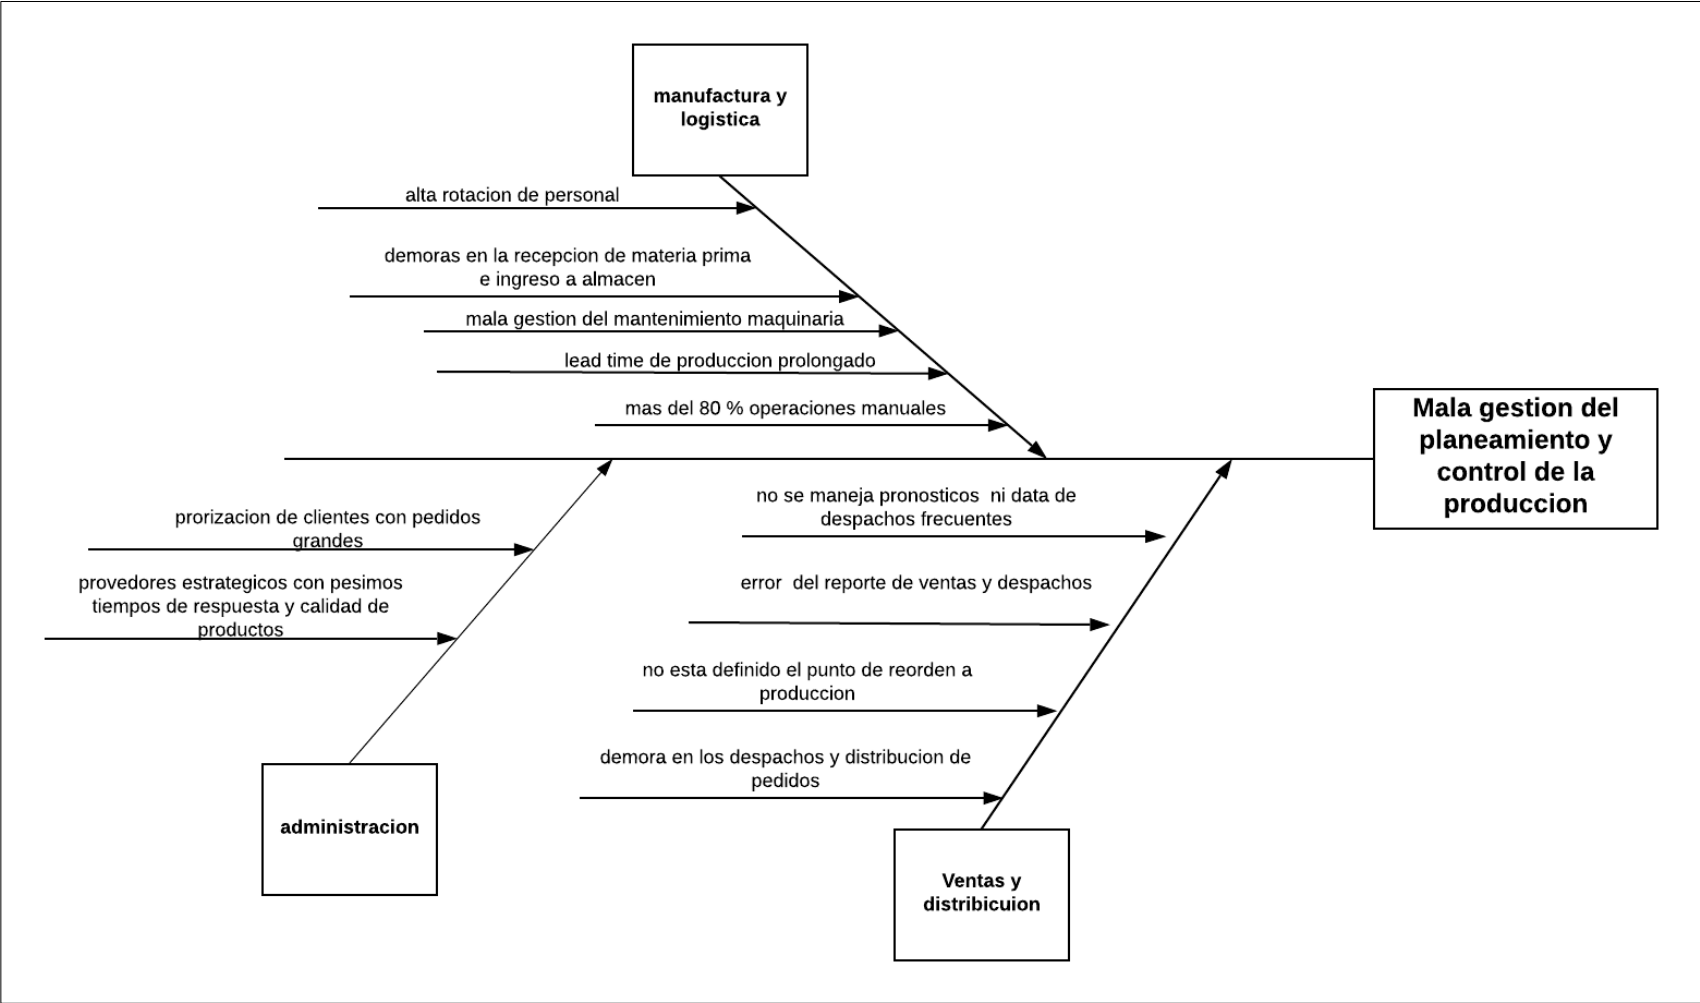 manufactura y
logistica
alta rotacion de personal
demoras en la recepcion de materia prima
e ingreso a almacen
mala gestion del mantenimiento maquinaria
lead time de produccion prolongado
mas del 80 % operaciones manuales
Mala gestion del
planeamiento y
control de la
produccion
prorizacion de clientes con pedidos
grandes
provedores estrategicos con pesimos
tiempos de respuesta y calidad de
productos
administracion
no se maneja pronosticos  ni data de
despachos frecuentes
error  del reporte de ventas y despachos
no esta definido el punto de reorden a
produccion
demora en los despachos y distribucion de
pedidos
Ventas y
distribicuion